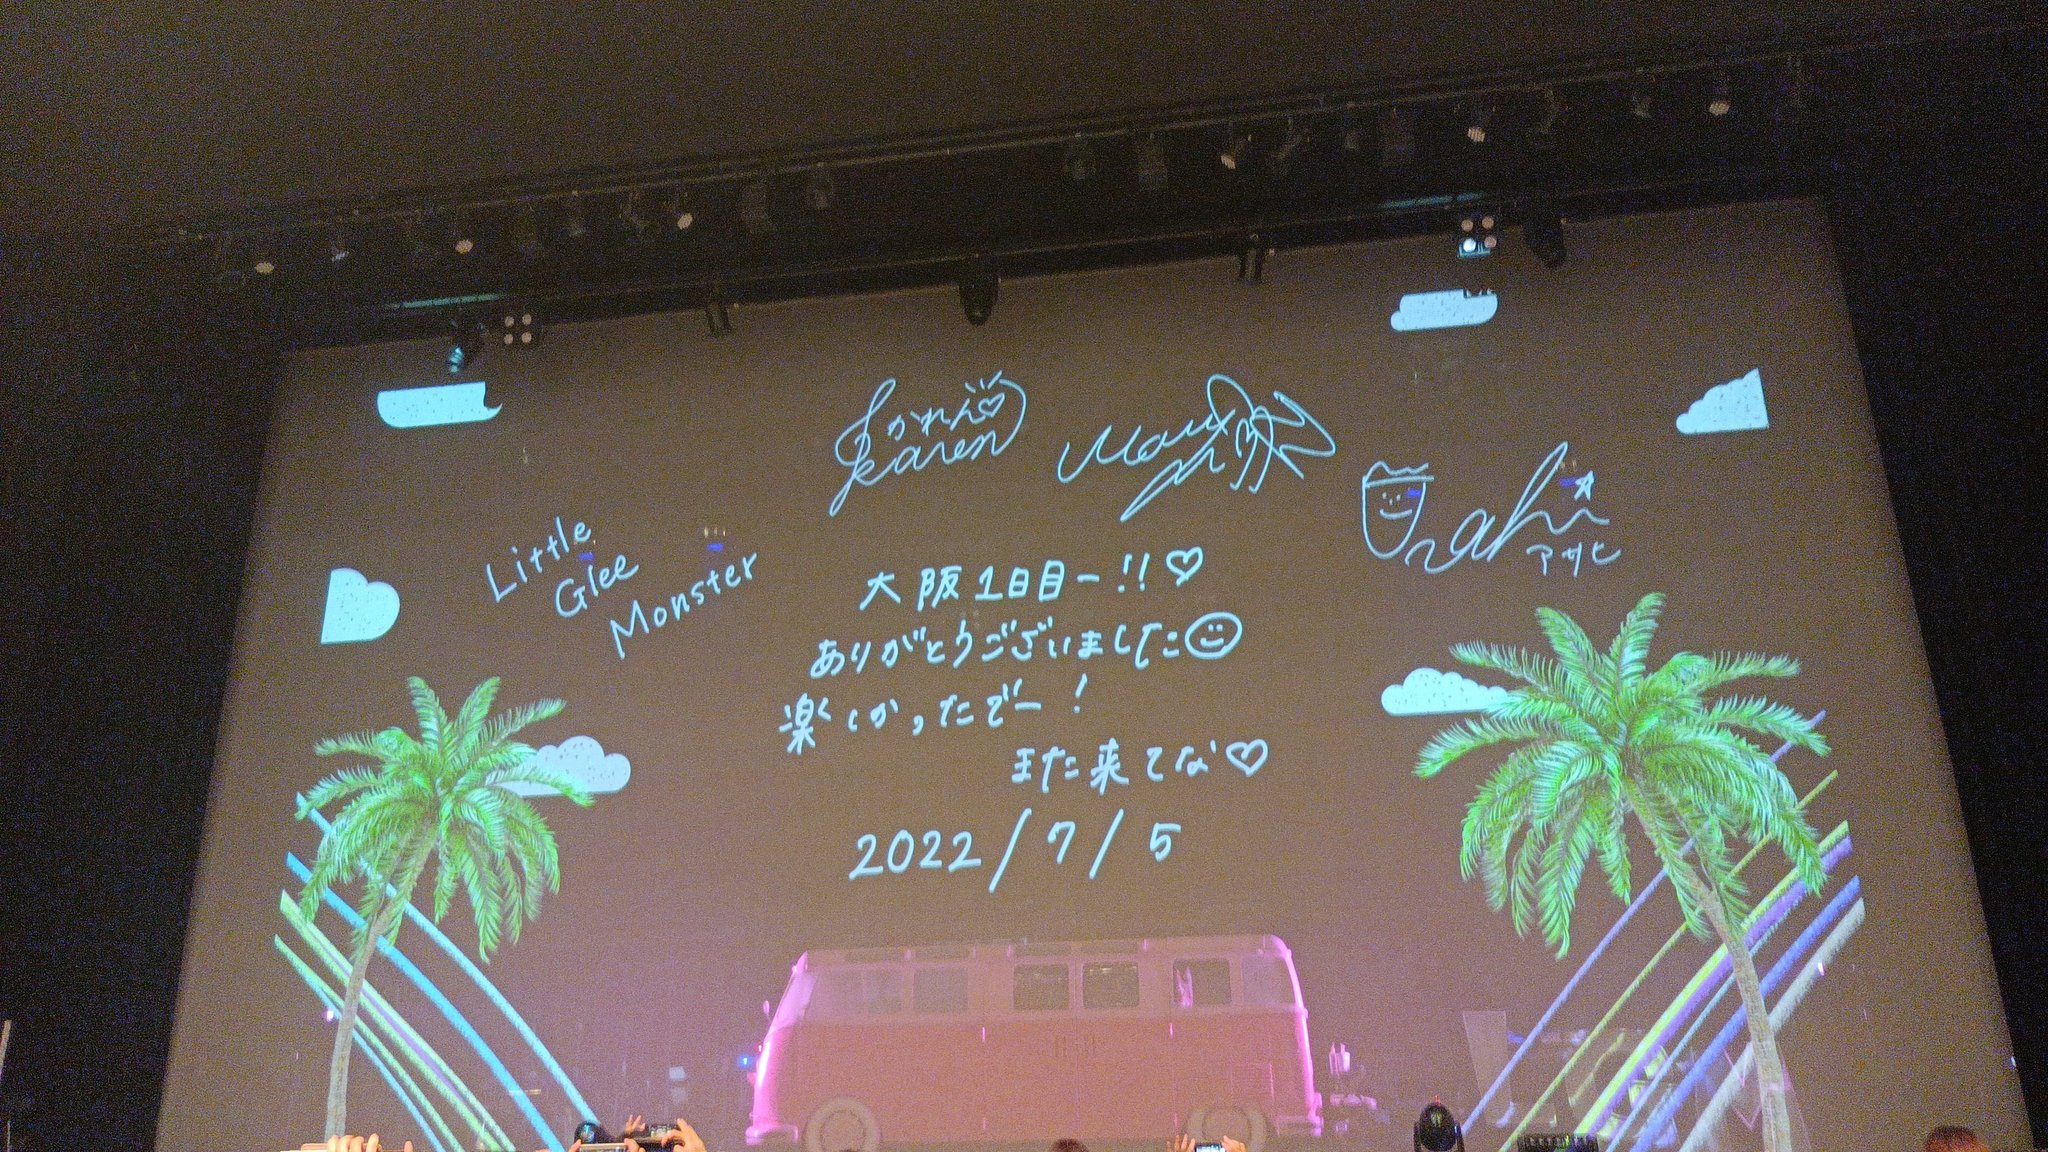 かれん♡
karen
Little
Glee
Monster
アサヒ
大阪1日目ー!!♡
ありがとうございました
楽しかったでー!
また来てな♡
2022/7/5